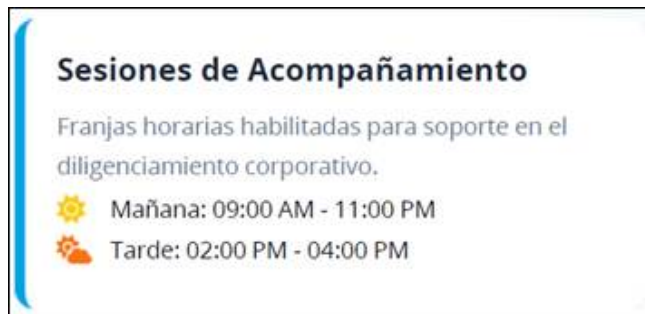 Sesiones de Acompañamiento
Franjas horarias habilitadas para soporte en el
diligenciamiento corporativo.
Mañana: 09:00 AM - 11:00 PM
Tarde: 02:00 PM - 04:00 PM